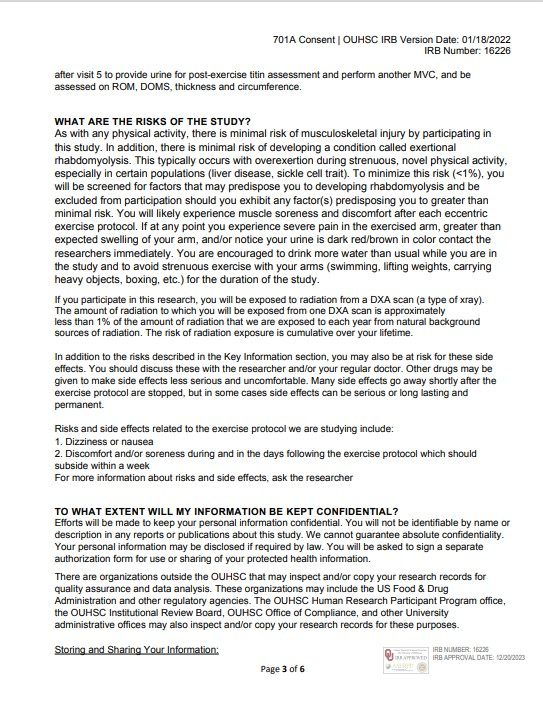 701A Consent | OUHSC IRB Version Date: 01/18/2022
IRB Number: 16226
after visit 5 to provide urine for post-exercise titin assessment and perform another MVC, and be
assessed on ROM, DOMS, thickness and circumference.
WHAT ARE THE RISKS OF THE STUDY?
As with any physical activity, there is minimal risk of musculoskeletal injury by participating in
this study. In addition, there is minimal risk of developing a condition called exertional
rhabdomyolysis. This typically occurs with overexertion during strenuous, novel physical activity,
especially in certain populations (liver disease, sickle cell trait). To minimize this risk (<1%), you
will be screened for factors that may predispose you to developing rhabdomyolysis and be
excluded from participation should you exhibit any factor(s) predisposing you to greater than
minimal risk. You will likely experience muscle soreness and discomfort after each eccentric
exercise protocol. If at any point you experience severe pain in the exercised arm, greater than
expected swelling of your arm, and/or notice your urine is dark red/brown in color contact the
researchers immediately. You are encouraged to drink more water than usual while you are in
the study and to avoid strenuous exercise with your arms (swimming, lifting weights, carrying
heavy objects, boxing, etc.) for the duration of the study.
If you participate in this research, you will be exposed to radiation from a DXA scan (a type of xray).
The amount of radiation to which you will be exposed from one DXA scan is approximately
less than 1% of the amount of radiation that we are exposed to each year from natural background
sources of radiation. The risk of radiation exposure is cumulative over your lifetime.
In addition to the risks described in the Key Information section, you may also be at risk for these side
effects. You should discuss these with the researcher and/or your regular doctor. Other drugs may be
given to make side effects less serious and uncomfortable. Many side effects go away shortly after the
exercise protocol are stopped, but in some cases side effects can be serious or long lasting and
permanent.
Risks and side effects related to the exercise protocol we are studying include:
1. Dizziness or nausea
2. Discomfort and/or soreness during and in the days following the exercise protocol which should
subside within a week
For more information about risks and side effects, ask the researcher
TO WHAT EXTENT WILL MY INFORMATION BE KEPT CONFIDENTIAL?
Efforts will be made to keep your personal information confidential. You will not be identifiable by name or
description in any reports or publications about this study. We cannot guarantee absolute confidentiality.
Your personal information may be disclosed if required by law. You will be asked to sign a separate
authorization form for use or sharing of your protected health information.
There are organizations outside the OUHSC that may inspect and/or copy your research records for
quality assurance and data analysis. These organizations may include the US Food & Drug
Administration and other regulatory agencies. The OUHSC Human Research Participant Program office,
the OUHSC Institutional Review Board, OUHSC Office of Compliance, and other University
administrative offices may also inspect and/or copy your research records for these purposes.
Storing and Sharing Your Information:
IRB APPROVED
IRB NUMBER: 16226
IRB APPROVAL DATE: 12/20/2023
Page 3 of 6